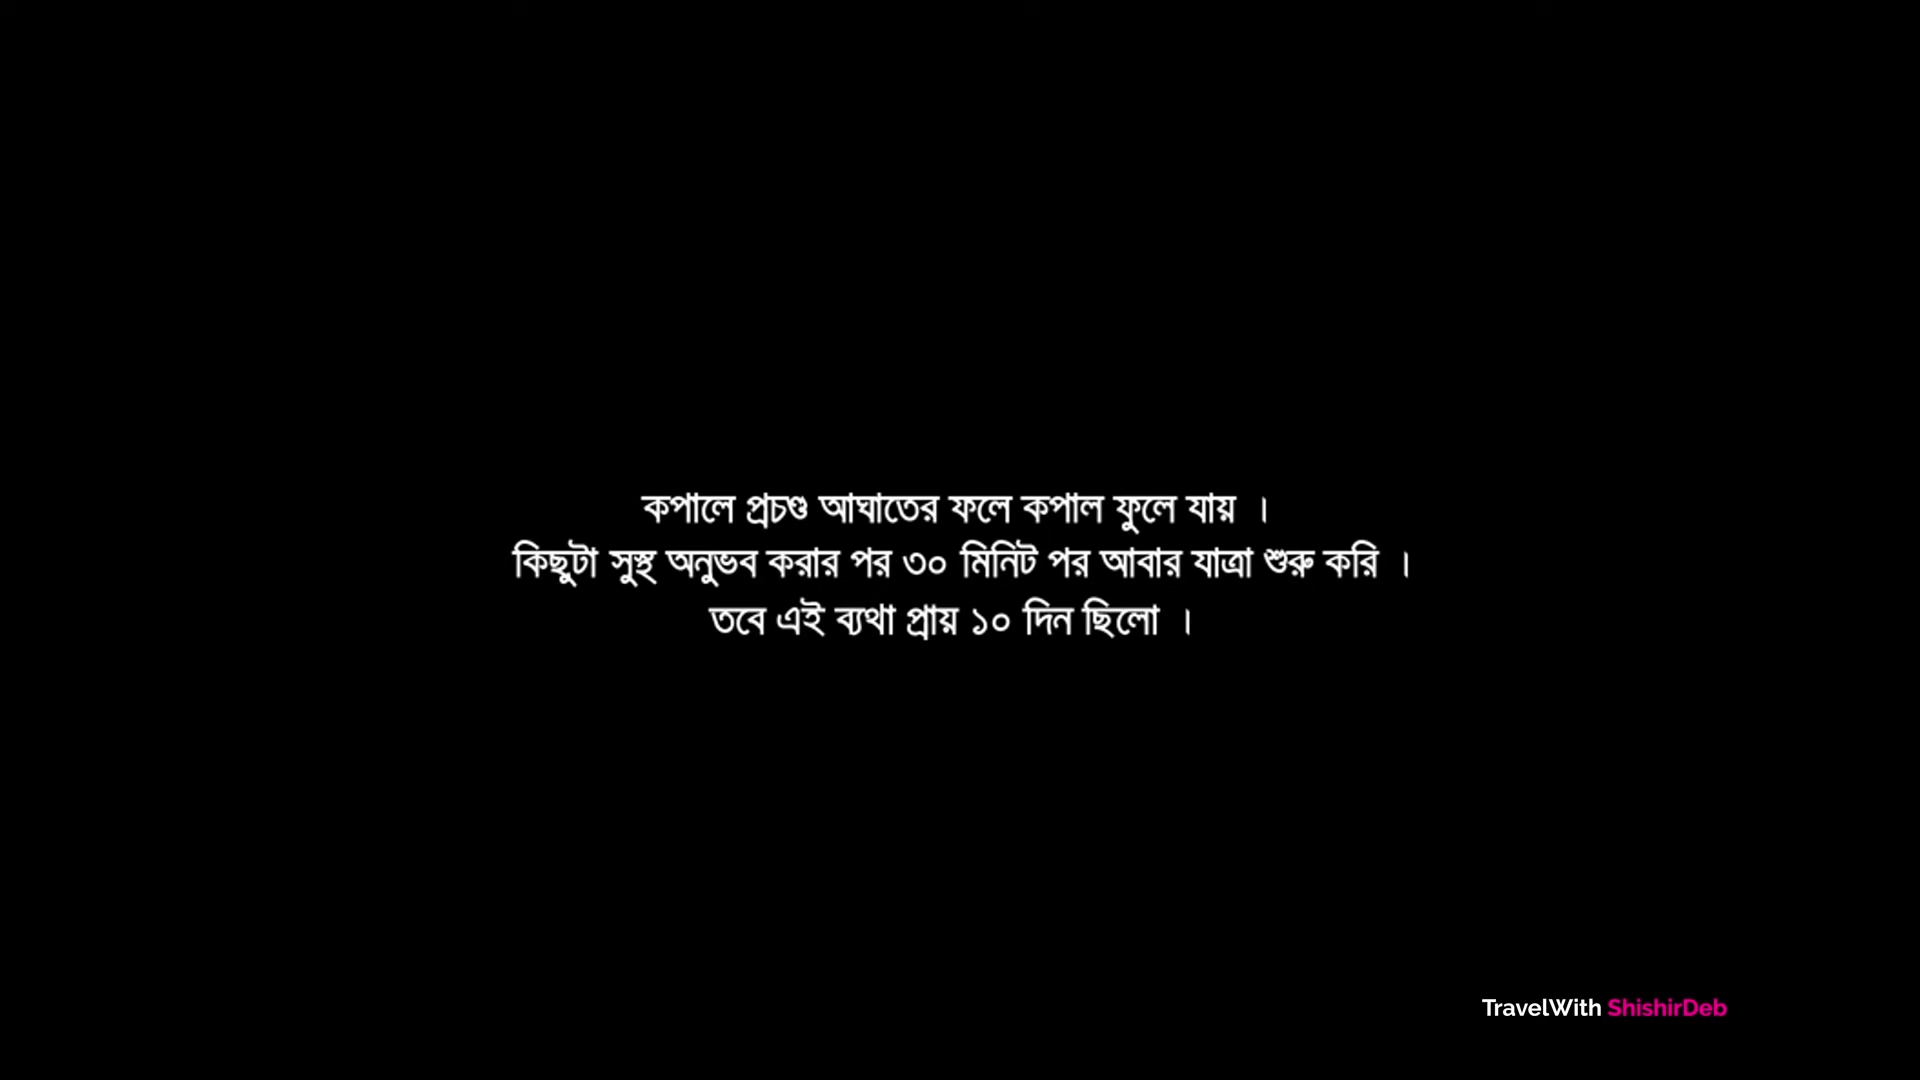 কপালে প্রচণ্ড আঘাতের ফলে কপাল ফুলে যায় ।
কিছুটা সুস্থ অনুভব করার পর ৩০ মিনিট পর আবার যাত্রা শুরু করি ।
তবে এই ব্যথা প্রায় ১০ দিন ছিলো ।
TravelWith ShishirDeb